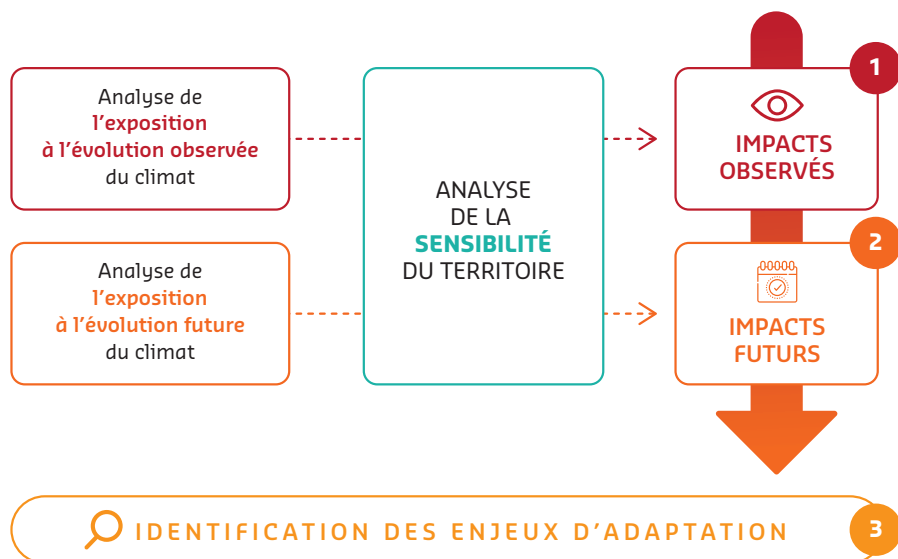 Analyse de
l'exposition
à l'évolution observée
du climat
ANALYSE
DE LA
SENSIBILITÉ
DU TERRITOIRE
1
IMPACTS
OBSERVÉS
Analyse de
l'exposition
à l'évolution future
du climat
2
IMPACTS
FUTURS
IDENTIFICATION DES ENJEUX D'ADAPTATION
3